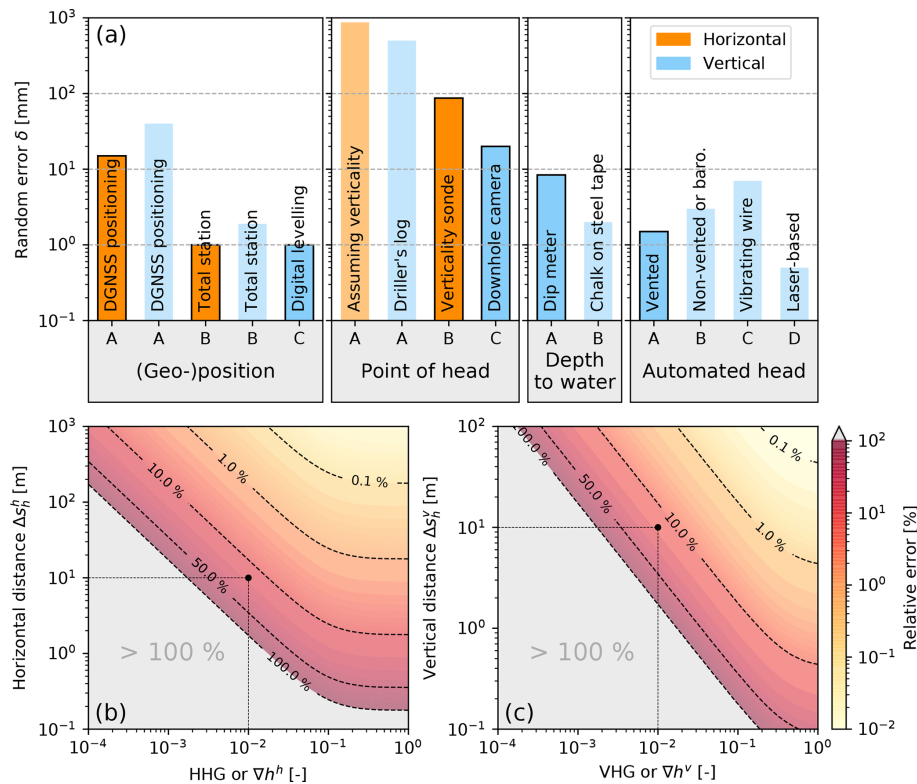 (a)
Horizontal
Vertical
Random error δ [mm]
10³
10²
10¹
10⁰
10⁻¹
DGNSS positioning
DGNSS positioning
Total station
Total station
Digital levelling
Assuming verticality
Driller's log
Verticality sonde
Downhole camera
Dip meter
Chalk on steel tape
Vented
Non-vented or baro.
Vibrating wire
Laser-based
A A B B C A A B C A B A B C D
(Geo-)position
Point of head
Depth
to water
Automated head
Horizontal distance Δsₕʰ [m]
10³
10²
10¹
10⁰
10⁻¹
0.1 %
1.0 %
10.0 %
50.0 %
100.0 %
> 100 %
(b)
10⁻⁴ 10⁻³ 10⁻² 10⁻¹ 10⁰
HHG or ∇hʰ [-]
Vertical distance Δsₕᵛ [m]
10²
10¹
10⁰
10⁻¹
0.1 %
1.0 %
10.0 %
50.0 %
00.0 %
> 100 %
(c)
10⁻⁴ 10⁻³ 10⁻² 10⁻¹ 10⁰
VHG or ∇hᵛ [-]
10²
10¹
10⁰
10⁻¹
10⁻²
Relative error [%]